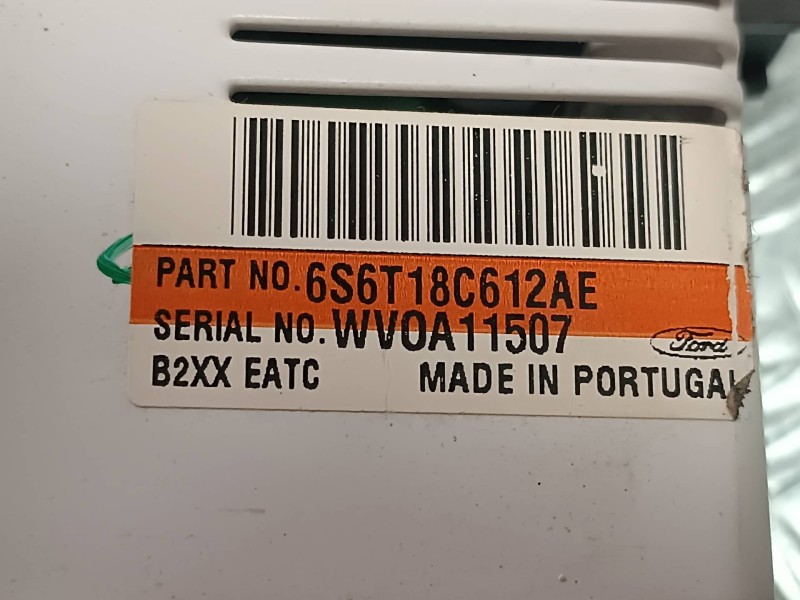 PART NO. 6S6T18C612AE
SERIAL NO. WV0A11507
Ford
B2XX EATC MADE IN PORTUGAL